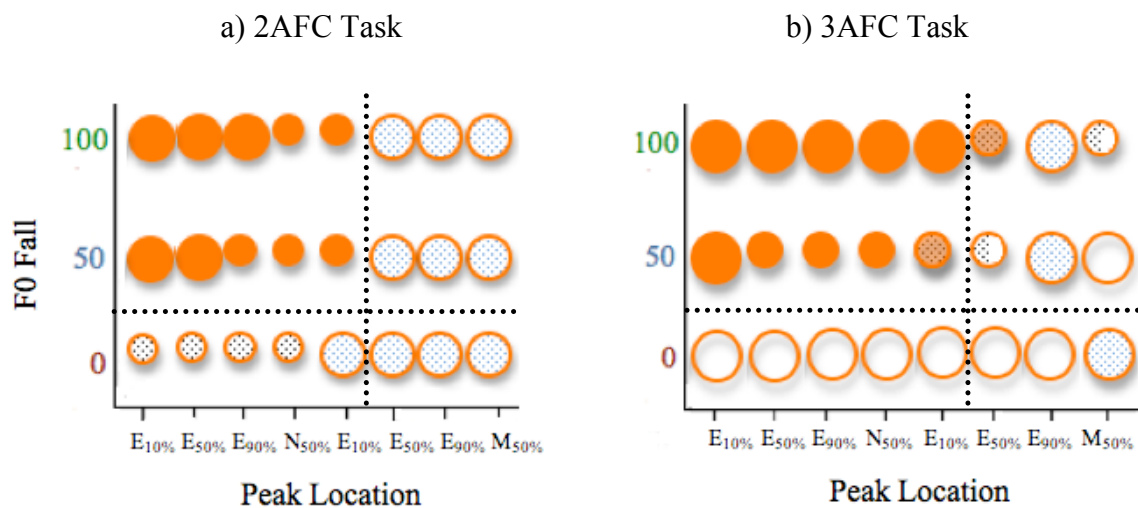 a) 2AFC Task
b) 3AFC Task
F0 Fall
100
50
0
E10% E50% E90% N50% E10% E50% E90% M50%
Peak Location
100
50
0
E10% E50% E90% N50% E10% E50% E90% M50%
Peak Location